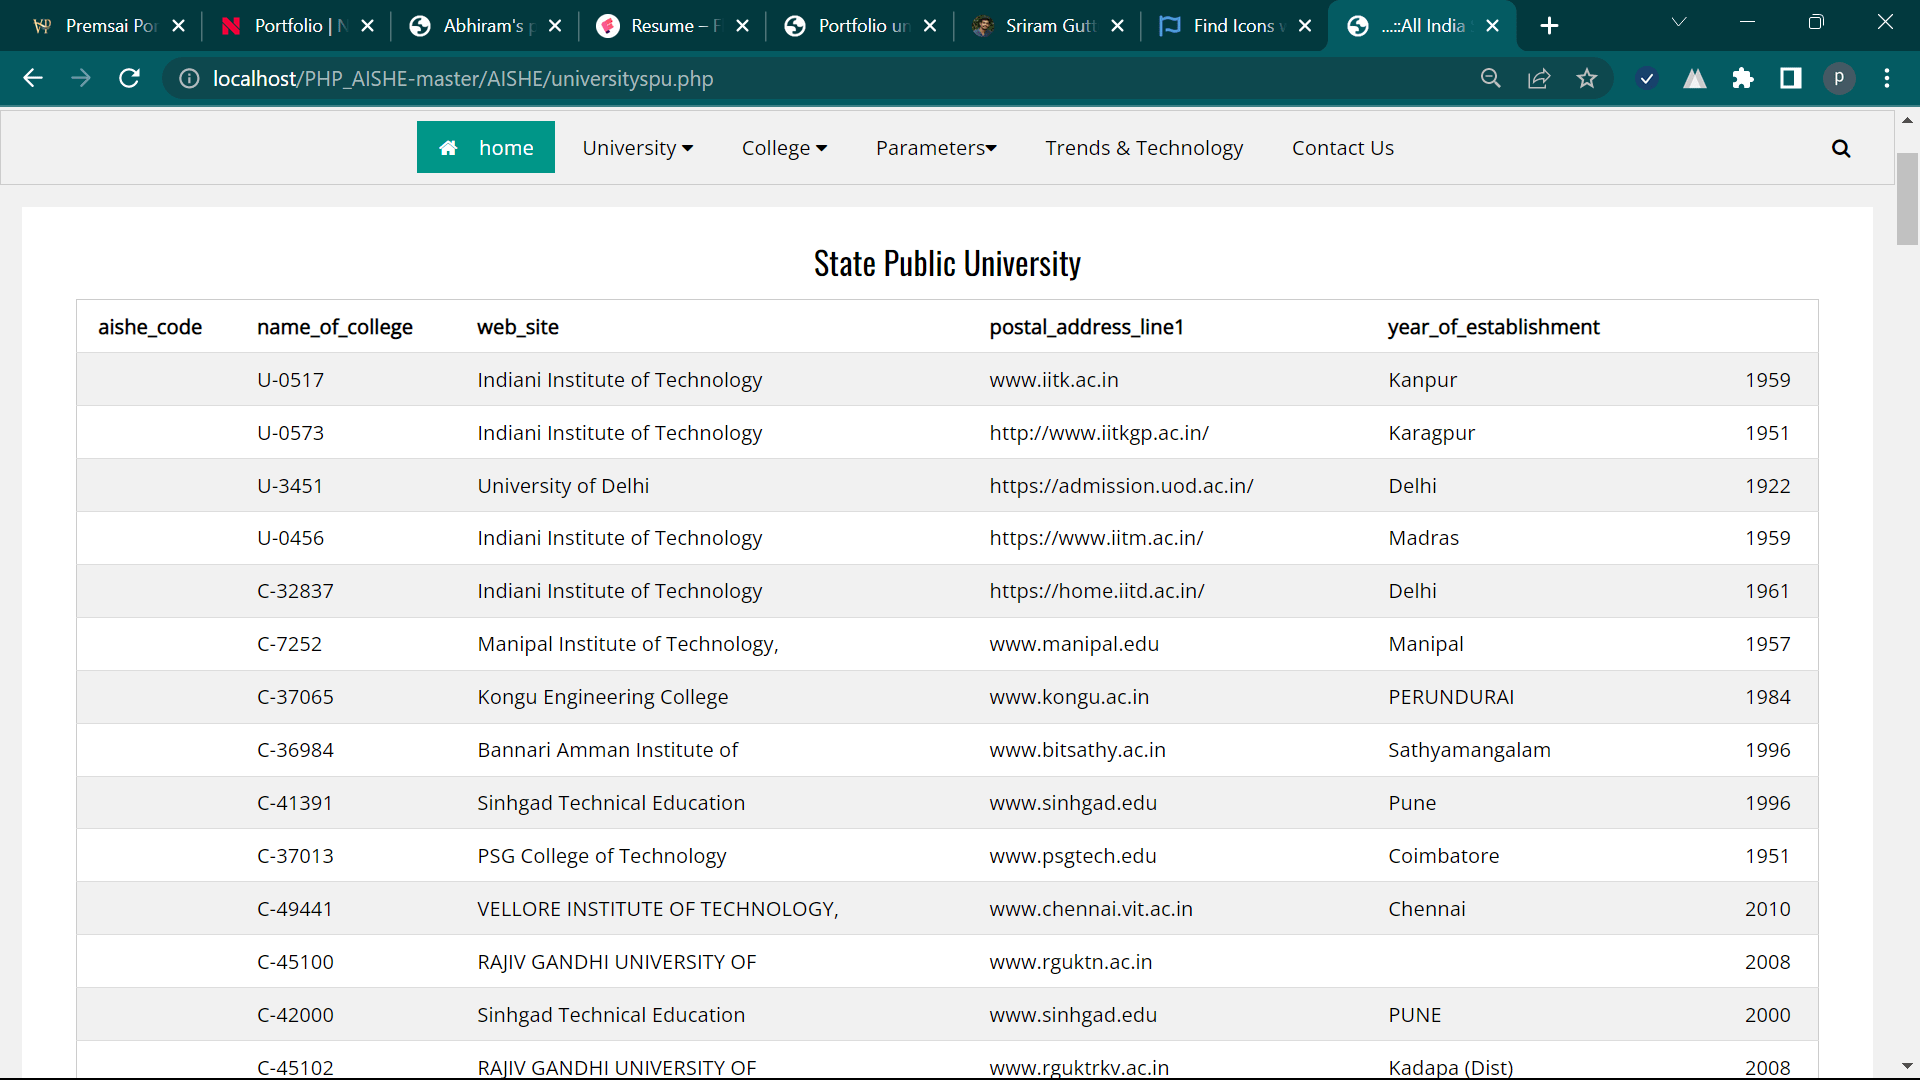 Premsai Por
Portfolio | N
Abhiram's p
Resume – F
Portfolio un
Sriram Gutt
Find Icons w
...::All India
localhost/PHP_AISHE-master/AISHE/universityspu.php
p
home University College Parameters Trends & Technology Contact Us
State Public University
aishe_code name_of_college web_site postal_address_line1 year_of_establishment
U-0517 Indiani Institute of Technology www.iitk.ac.in Kanpur 1959
U-0573 Indiani Institute of Technology http://www.iitkgp.ac.in/ Karagpur 1951
U-3451 University of Delhi https://admission.uod.ac.in/ Delhi 1922
U-0456 Indiani Institute of Technology https://www.iitm.ac.in/ Madras 1959
C-32837 Indiani Institute of Technology https://home.iitd.ac.in/ Delhi 1961
C-7252 Manipal Institute of Technology, www.manipal.edu Manipal 1957
C-37065 Kongu Engineering College www.kongu.ac.in PERUNDURAI 1984
C-36984 Bannari Amman Institute of www.bitsathy.ac.in Sathyamangalam 1996
C-41391 Sinhgad Technical Education www.sinhgad.edu Pune 1996
C-37013 PSG College of Technology www.psgtech.edu Coimbatore 1951
C-49441 VELLORE INSTITUTE OF TECHNOLOGY, www.chennai.vit.ac.in Chennai 2010
C-45100 RAJIV GANDHI UNIVERSITY OF www.rguktn.ac.in 2008
C-42000 Sinhgad Technical Education www.sinhgad.edu PUNE 2000
C-45102 RAJIV GANDHI UNIVERSITY OF www.rguktrkv.ac.in Kadapa (Dist) 2008